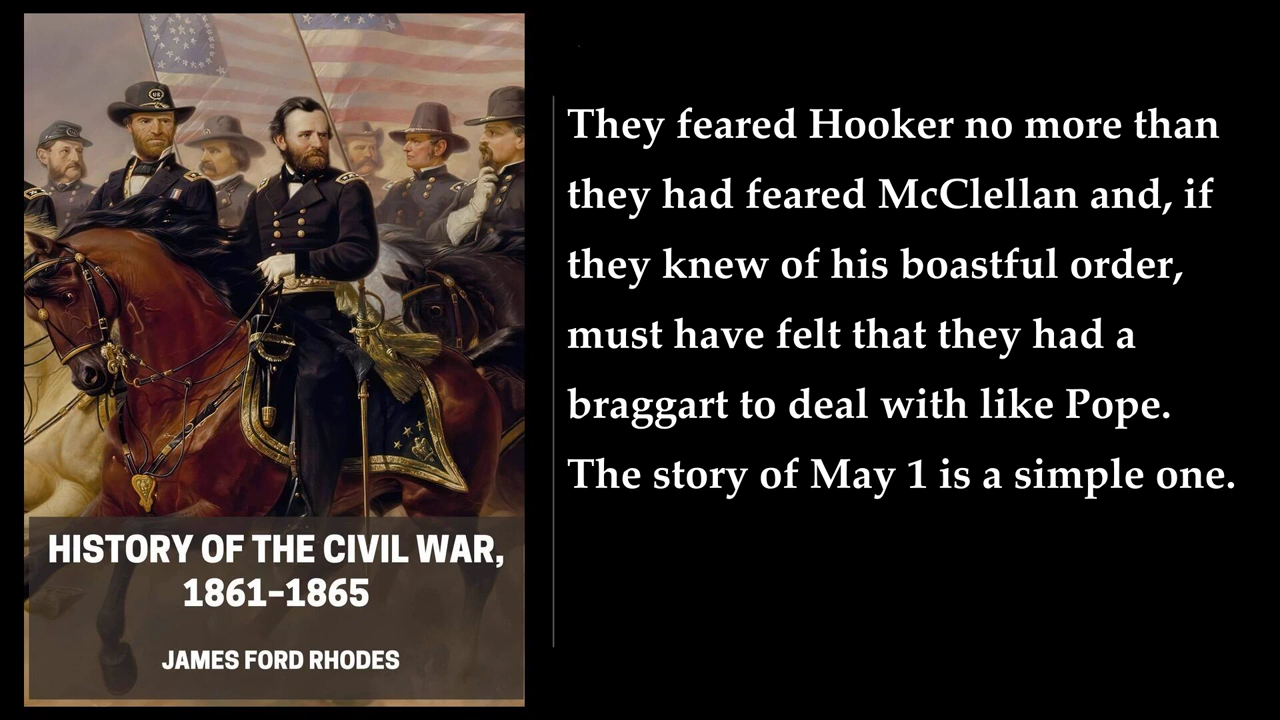 HISTORY OF THE CIVIL WAR,
1861–1865
JAMES FORD RHODES
They feared Hooker no more than
they had feared McClellan and, if
they knew of his boastful order,
must have felt that they had a
braggart to deal with like Pope.
The story of May 1 is a simple one.